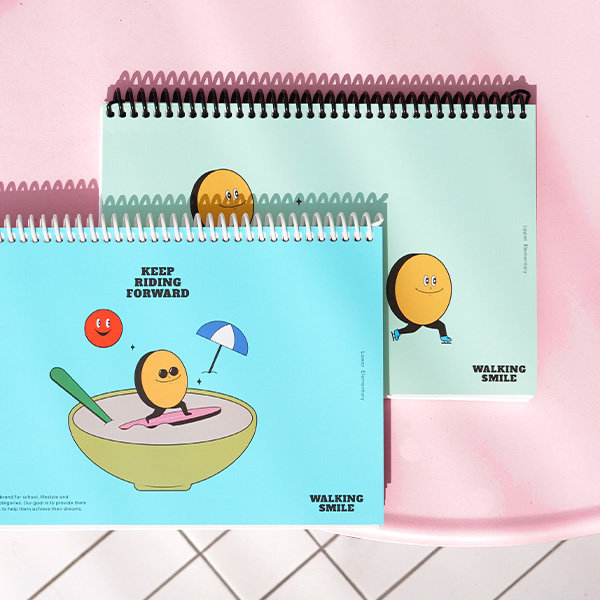 Upper Elementary
WALKING
SMILE
KEEP
RIDING
FORWARD
Lower Elementary
brand for school, lifestyle and
ategories. Our goal is to provide them
to help them achieve their dreams.
WALKING
SMILE